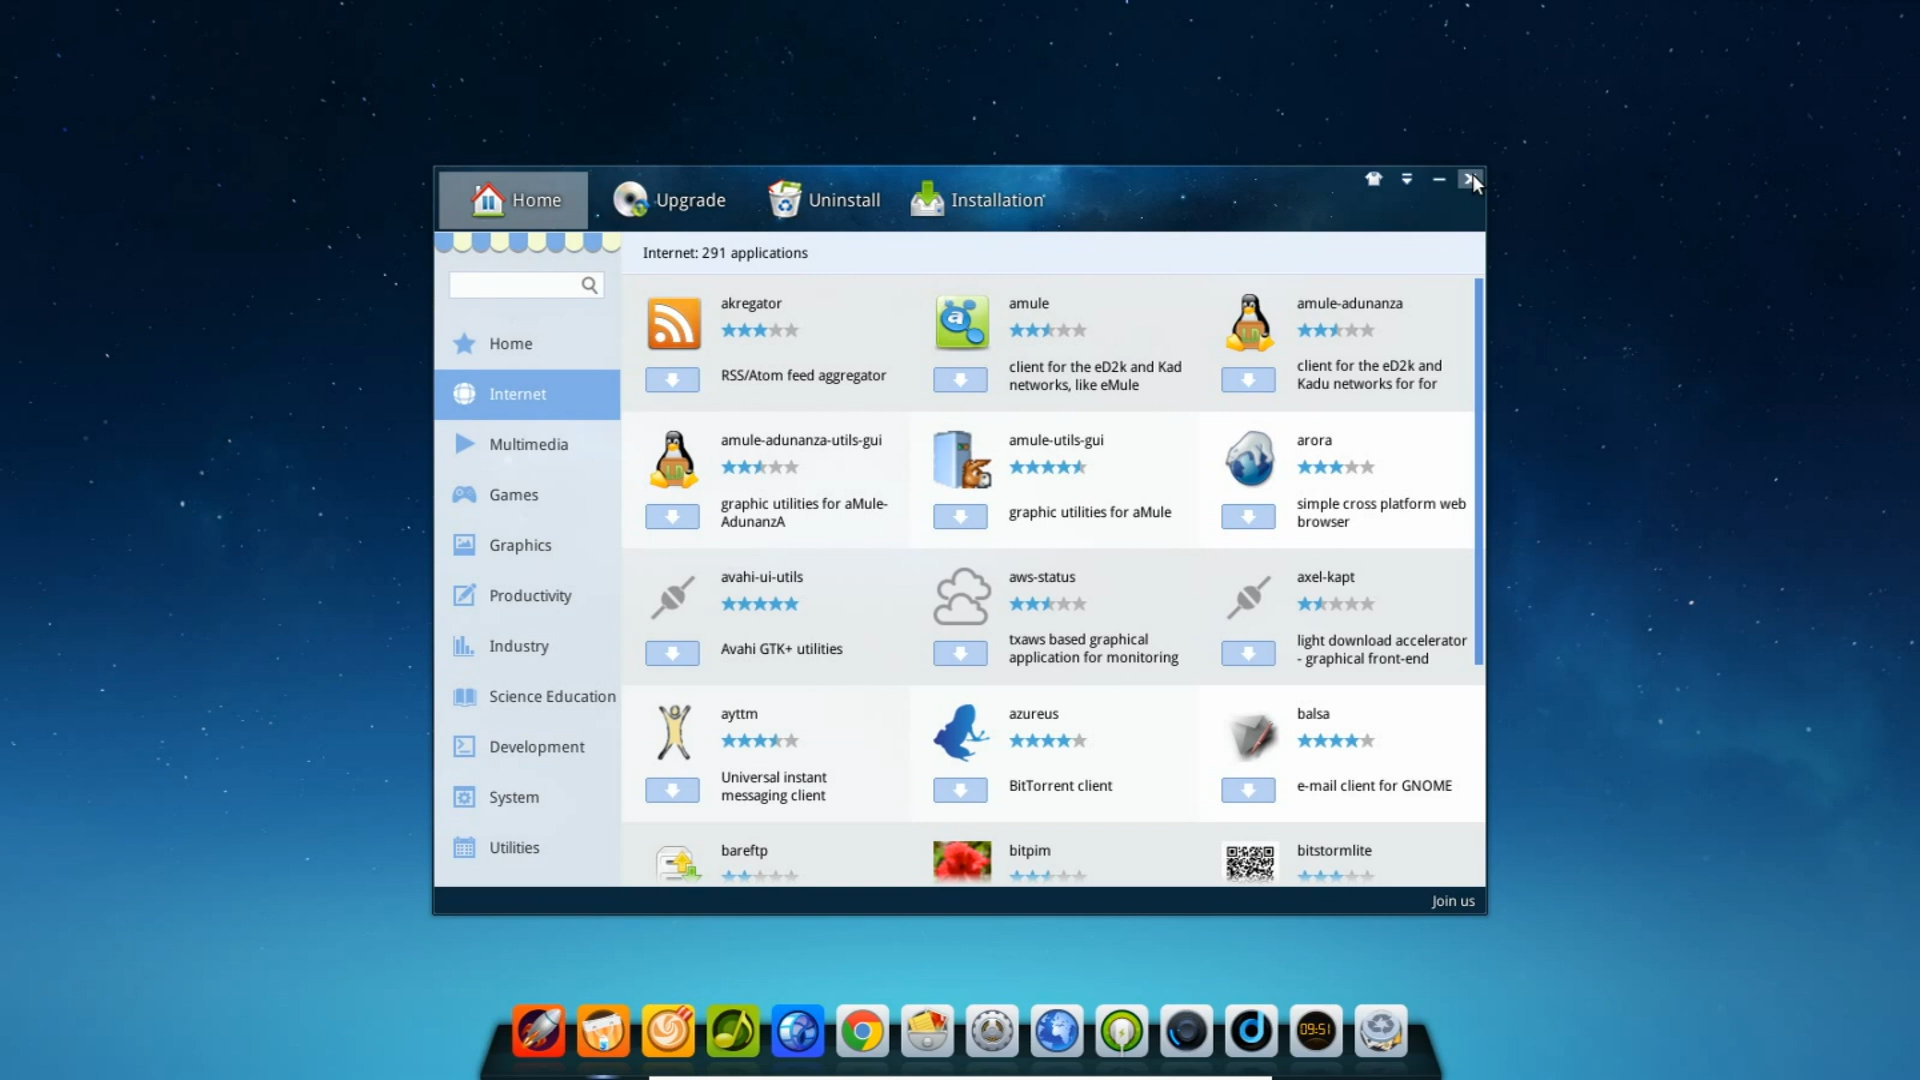 Home
Upgrade
Uninstall
Installation
Internet: 291 applications
Home
Internet
Multimedia
Games
Graphics
Productivity
Industry
Science Education
Development
System
Utilities
akregator
RSS/Atom feed aggregator
amule
client for the eD2k and Kad
networks, like eMule
amule-adunanza
client for the eD2k and
Kadu networks for for
amule-adunanza-utils-gui
graphic utilities for aMule-
AdunanzA
amule-utils-gui
graphic utilities for aMule
arora
simple cross platform web
browser
avahi-ui-utils
Avahi GTK+ utilities
aws-status
txaws based graphical
application for monitoring
axel-kapt
light download accelerator
- graphical front-end
ayttm
Universal instant
messaging client
azureus
BitTorrent client
balsa
e-mail client for GNOME
bareftp
bitpim
bitstormlite
Join us
09:51